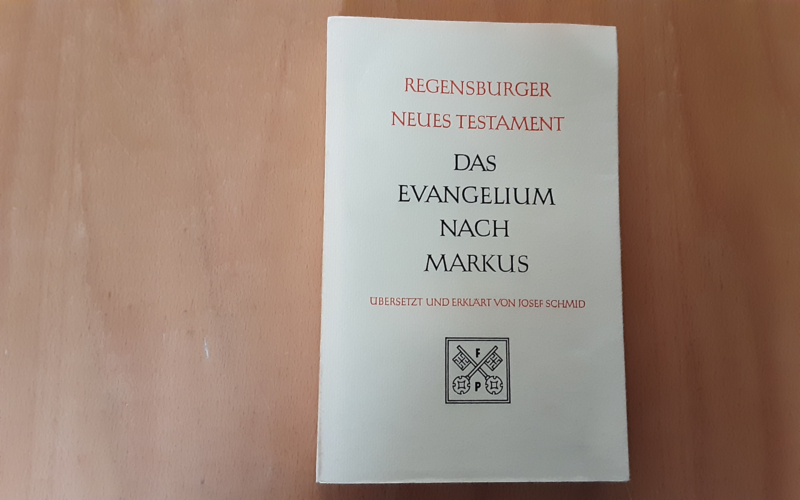 REGENSBURGER
NEUES TESTAMENT
DAS
EVANGELIUM
NACH
MARKUS
ÜBERSETZT UND ERKLÄRT VON JOSEF SCHMID
F
P